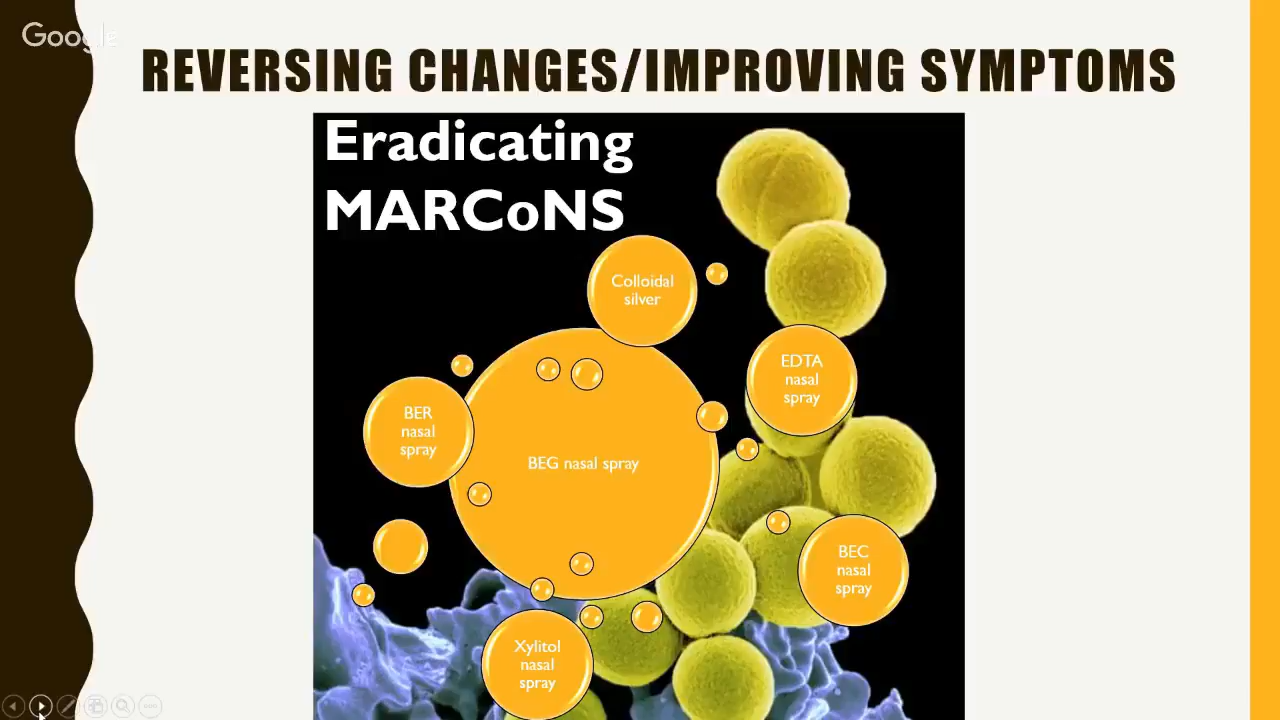 Google
REVERSING CHANGES/IMPROVING SYMPTOMS
Eradicating
MARCoNS
Colloidal
silver
EDTA
nasal
spray
BER
nasal
spray
BEG nasal spray
BEC
nasal
spray
Xylitol
nasal
spray